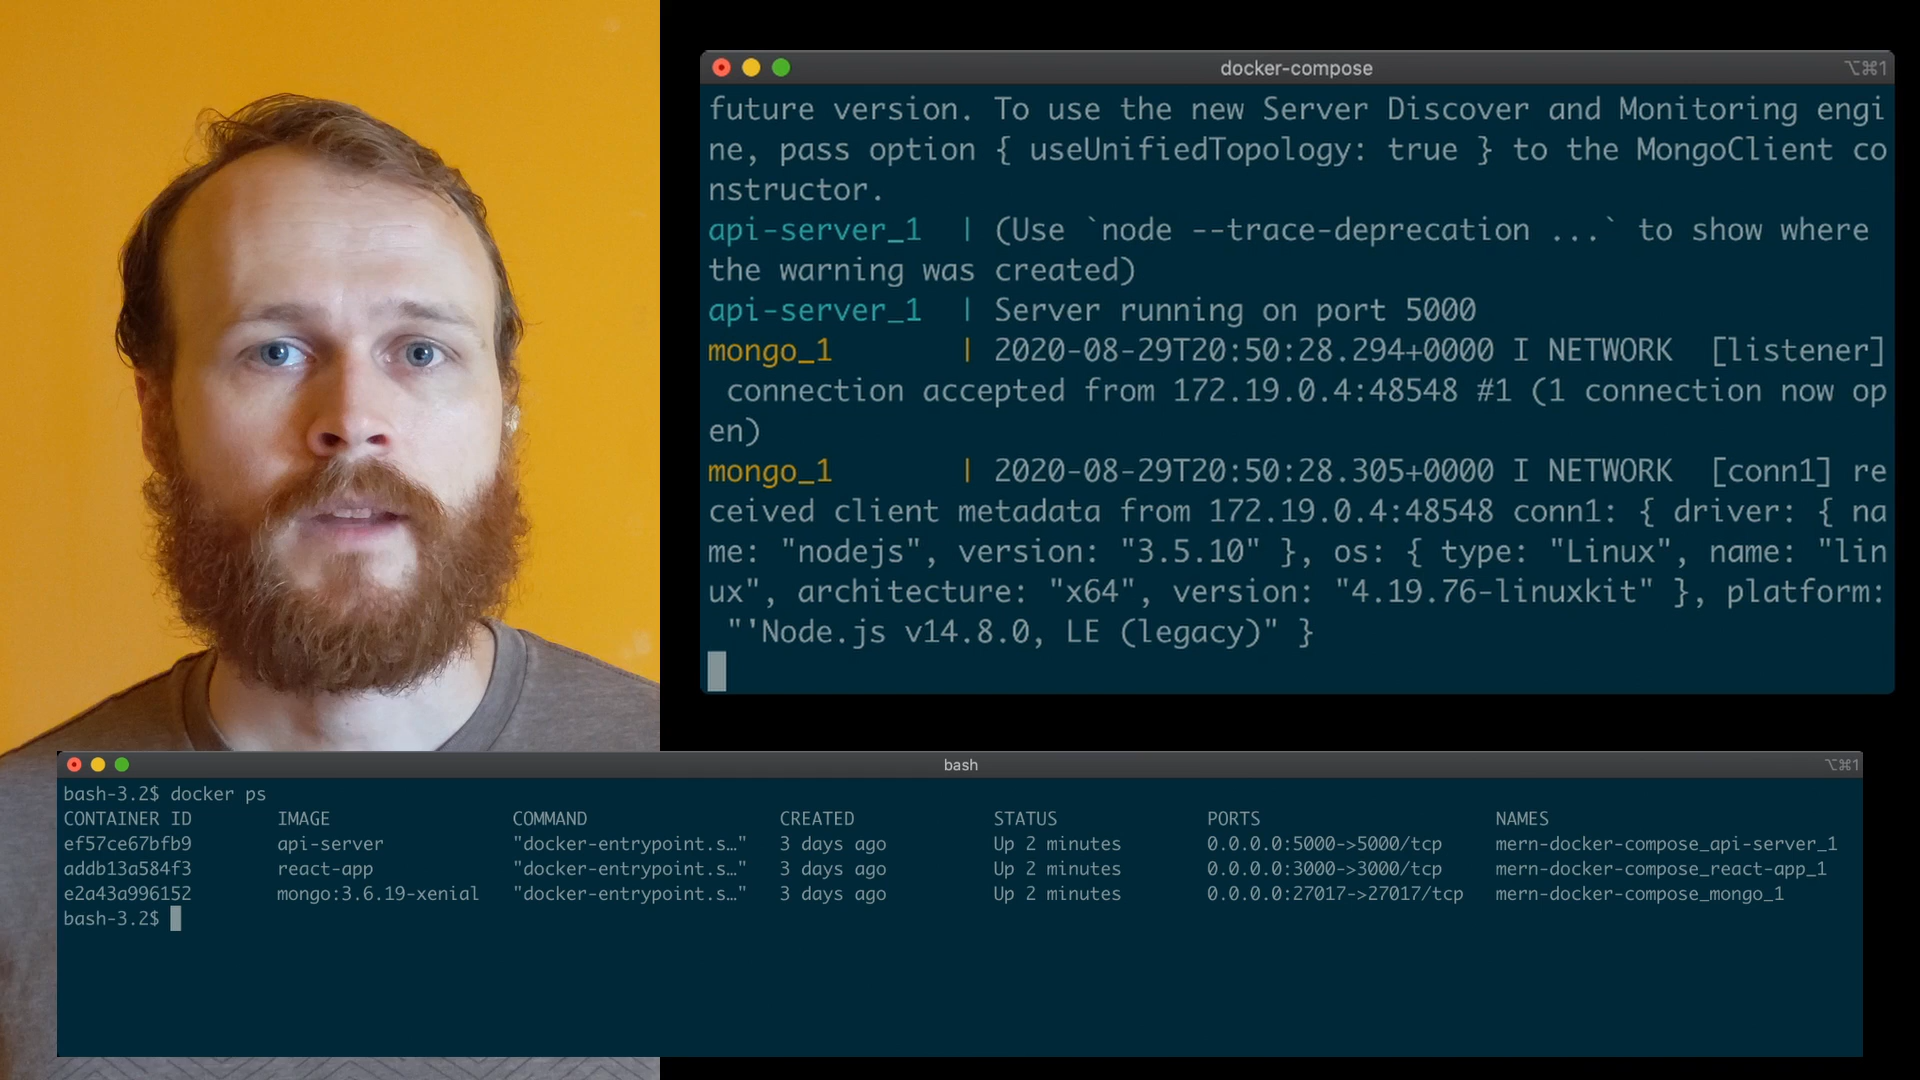 docker-compose
⌥⌘1
future version. To use the new Server Discover and Monitoring engi
ne, pass option { useUnifiedTopology: true } to the MongoClient co
nstructor.
api-server_1  | (Use `node --trace-deprecation ...` to show where
the warning was created)
api-server_1  | Server running on port 5000
mongo_1       | 2020-08-29T20:50:28.294+0000 I NETWORK  [listener]
 connection accepted from 172.19.0.4:48548 #1 (1 connection now op
en)
mongo_1       | 2020-08-29T20:50:28.305+0000 I NETWORK  [conn1] re
ceived client metadata from 172.19.0.4:48548 conn1: { driver: { na
me: "nodejs", version: "3.5.10" }, os: { type: "Linux", name: "lin
ux", architecture: "x64", version: "4.19.76-linuxkit" }, platform:
 "'Node.js v14.8.0, LE (legacy)" }
bash
⌥⌘1
bash-3.2$ docker ps
CONTAINER ID        IMAGE                 COMMAND                  CREATED             STATUS              PORTS                      NAMES
ef57ce67bfb9        api-server            "docker-entrypoint.s…"   3 days ago          Up 2 minutes        0.0.0.0:5000->5000/tcp     mern-docker-compose_api-server_1
addb13a584f3        react-app             "docker-entrypoint.s…"   3 days ago          Up 2 minutes        0.0.0.0:3000->3000/tcp     mern-docker-compose_react-app_1
e2a43a996152        mongo:3.6.19-xenial   "docker-entrypoint.s…"   3 days ago          Up 2 minutes        0.0.0.0:27017->27017/tcp   mern-docker-compose_mongo_1
bash-3.2$